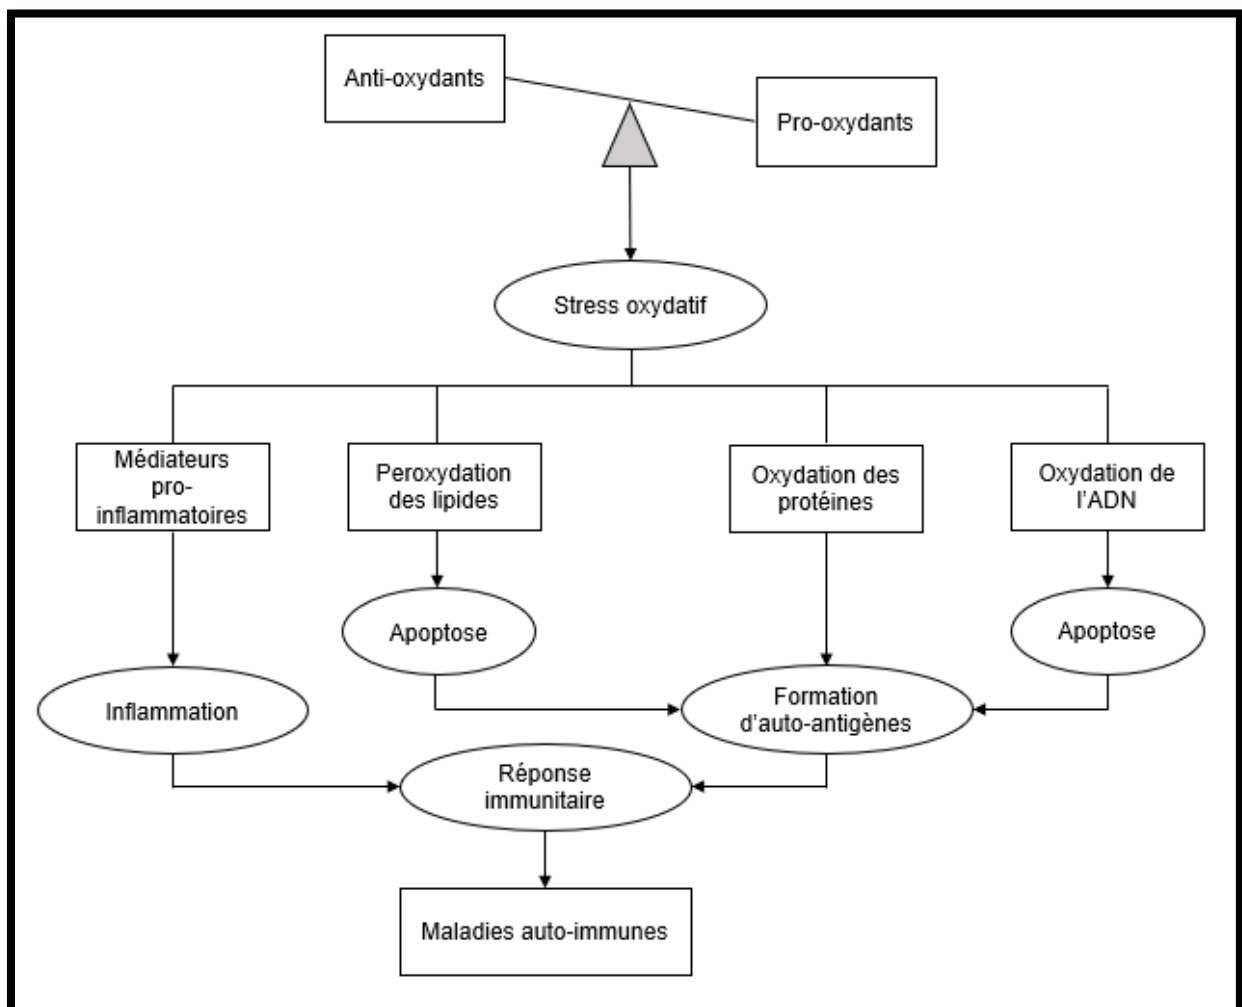 Anti-oxydants
Pro-oxydants
Stress oxydatif
Médiateurs
pro-
inflammatoires
Peroxydation
des lipides
Oxydation des
protéines
Oxydation de
l’ADN
Apoptose
Apoptose
Inflammation
Formation
d’auto-antigènes
Réponse
immunitaire
Maladies auto-immunes